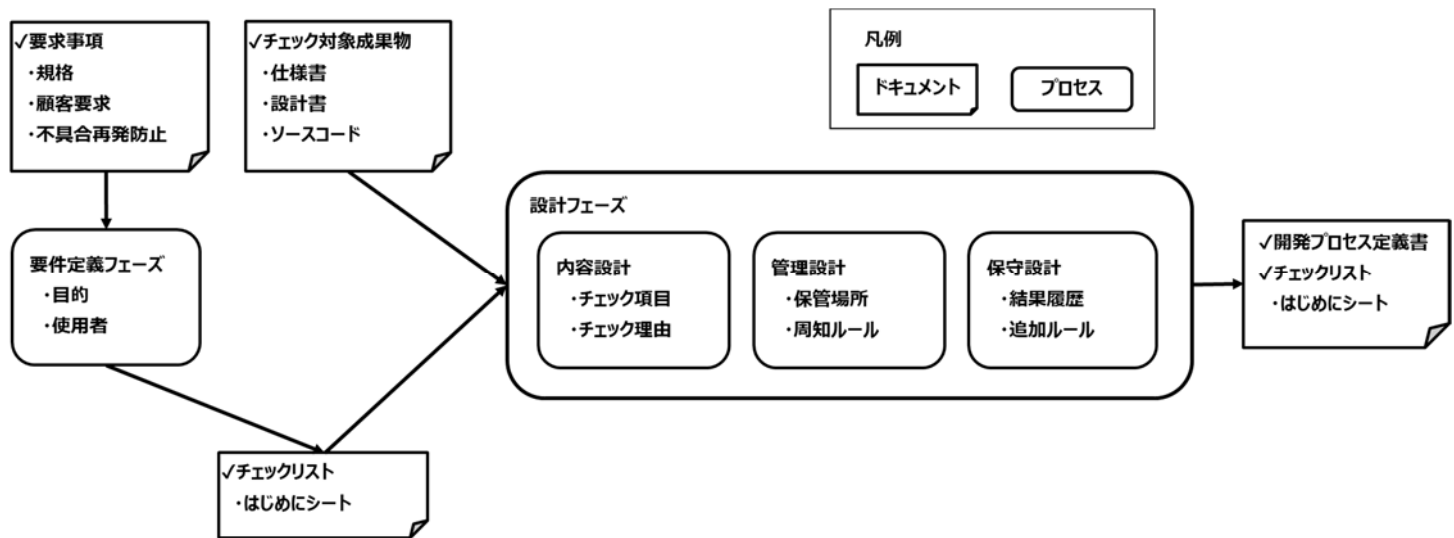 ✓要求事項
・規格
・顧客要求
・不具合再発防止
✓チェック対象成果物
・仕様書
・設計書
・ソースコード
凡例
ドキュメント
プロセス
要件定義フェーズ
・目的
・使用者
設計フェーズ
内容設計
・チェック項目
・チェック理由
管理設計
・保管場所
・周知ルール
保守設計
・結果履歴
・追加ルール
✓開発プロセス定義書
✓チェックリスト
・はじめにシート
✓チェックリスト
・はじめにシート